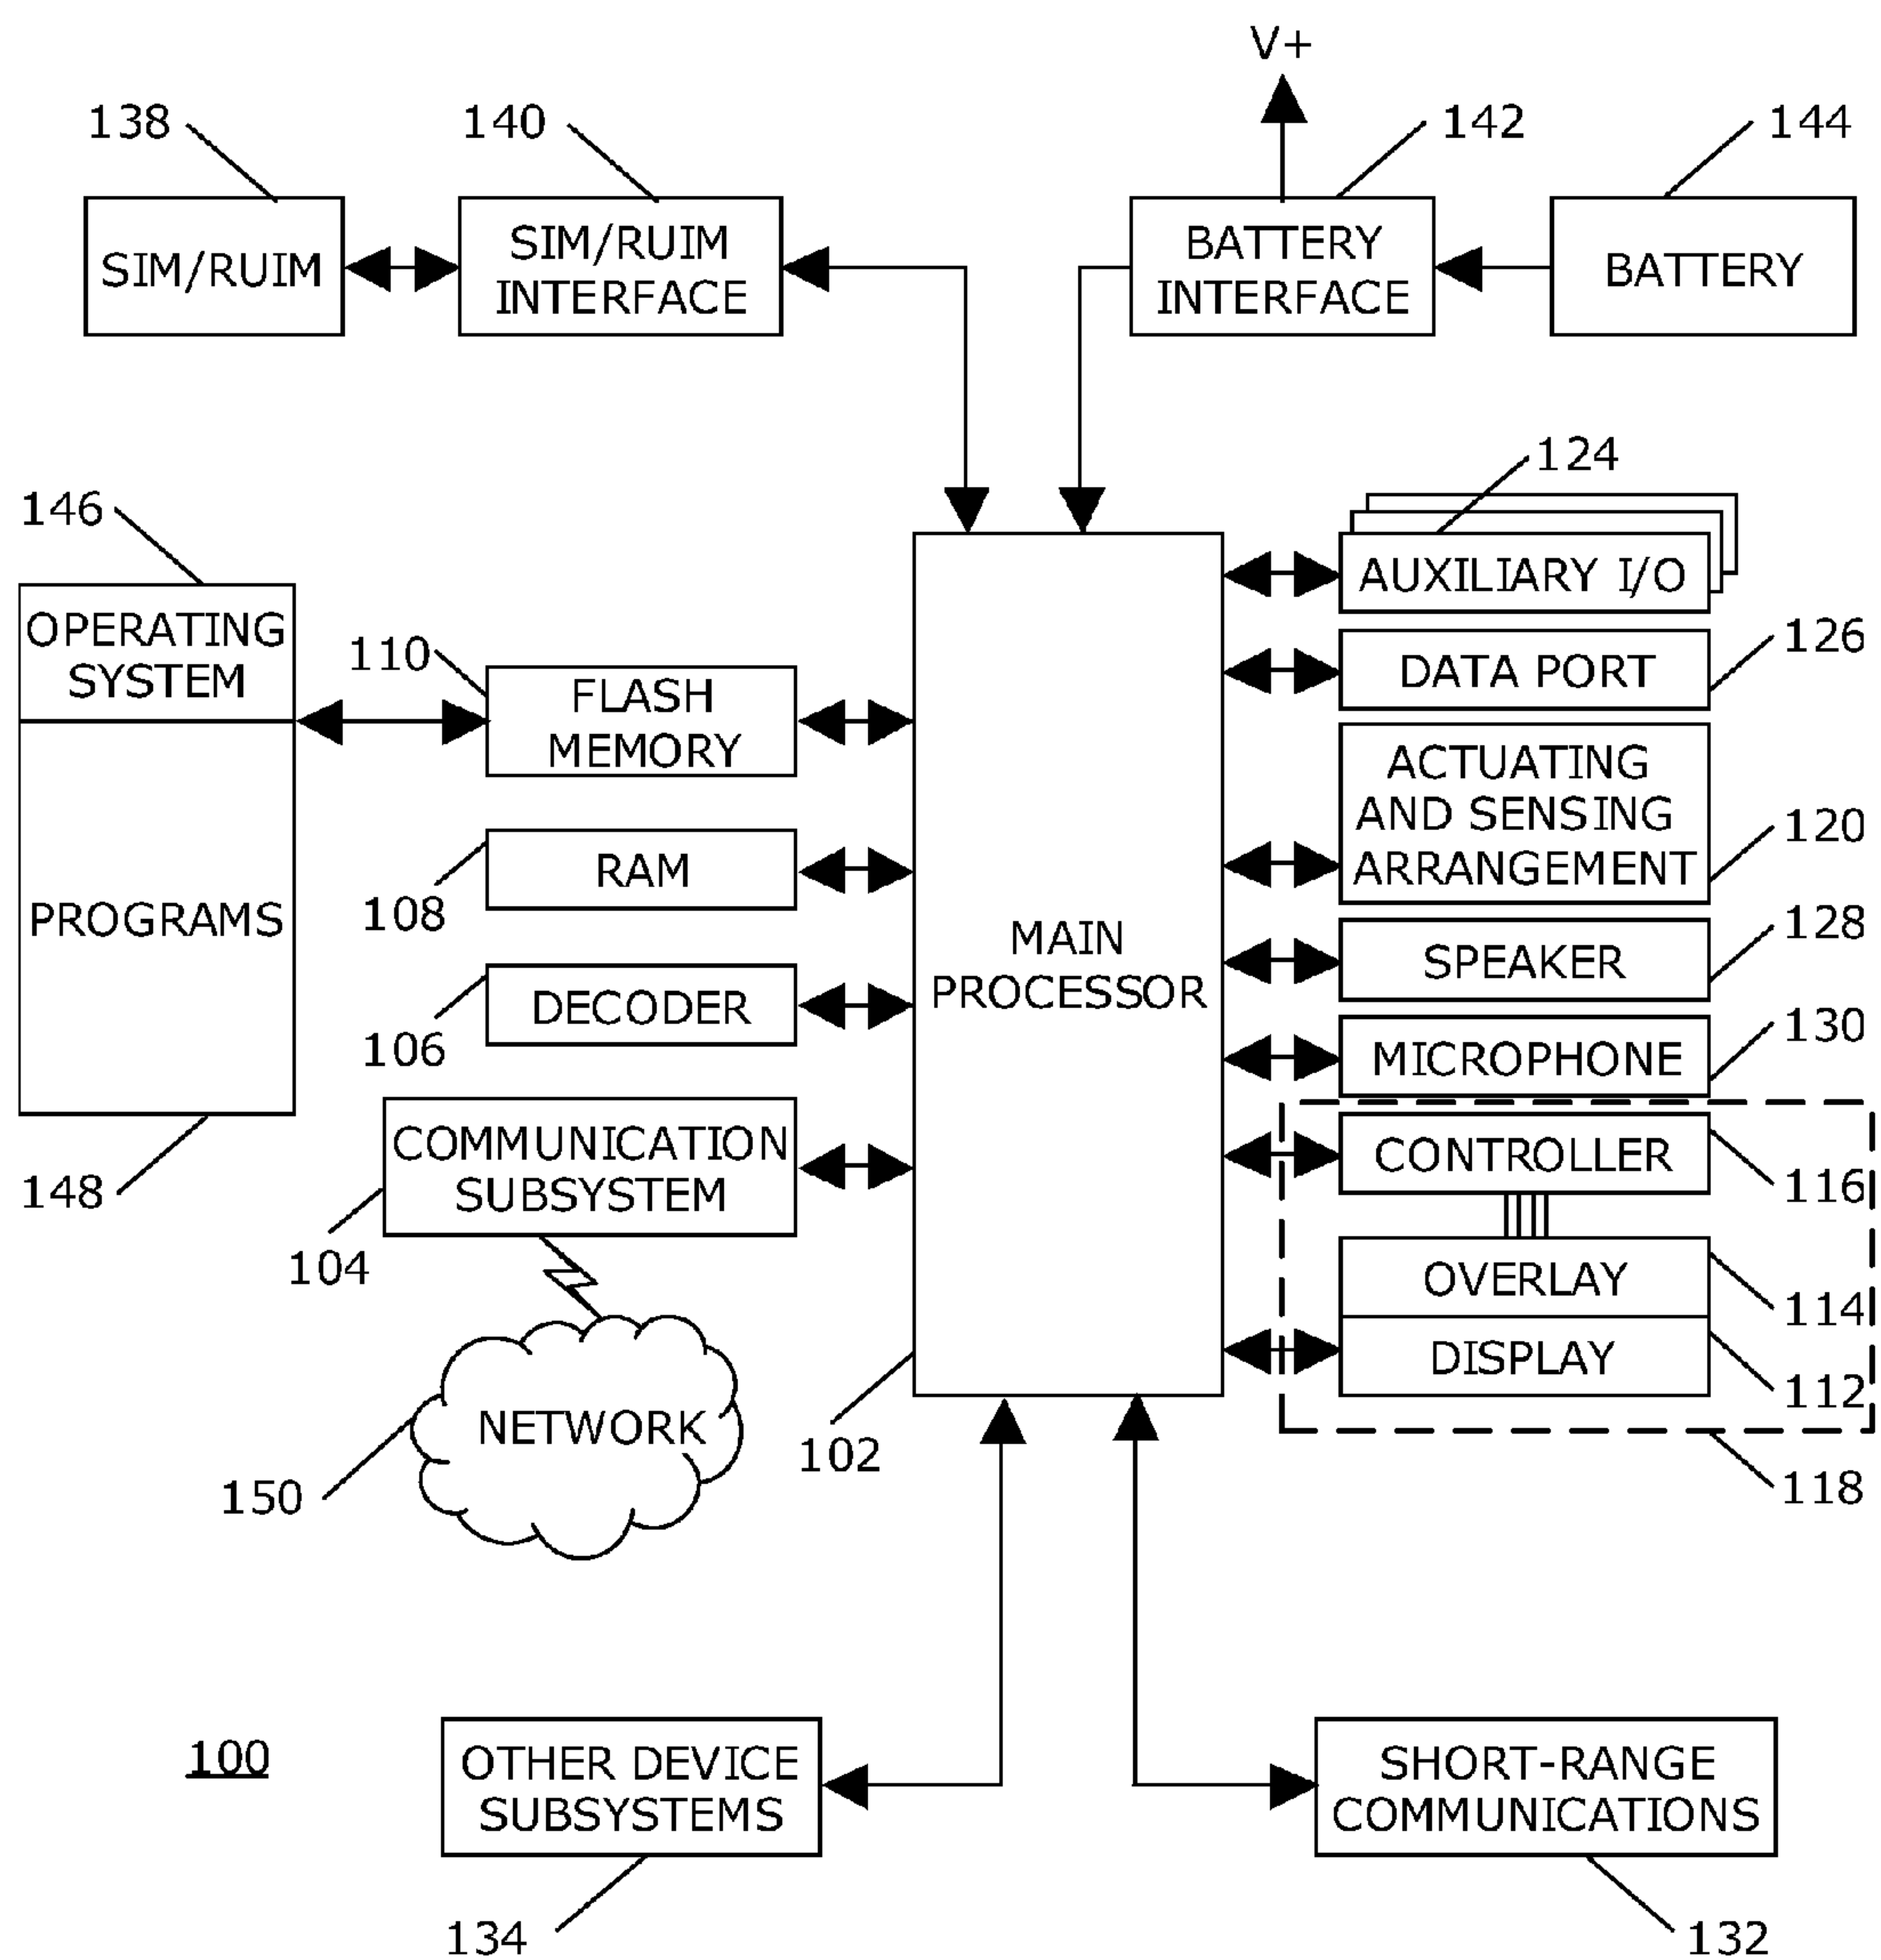 V+
138
140
142
144
SIM/RUIM
SIM/RUIM
INTERFACE
BATTERY
INTERFACE
BATTERY
124
146
AUXILIARY I/O
OPERATING
SYSTEM
110
FLASH
MEMORY
DATA PORT
126
ACTUATING
AND SENSING
ARRANGEMENT
120
RAM
108
PROGRAMS
MAIN
PROCESSOR
SPEAKER
128
DECODER
106
MICROPHONE
130
COMMUNICATION
SUBSYSTEM
CONTROLLER
116
148
104
OVERLAY
114
DISPLAY
112
NETWORK
150
102
118
100
OTHER DEVICE
SUBSYSTEMS
SHORT-RANGE
COMMUNICATIONS
134
132